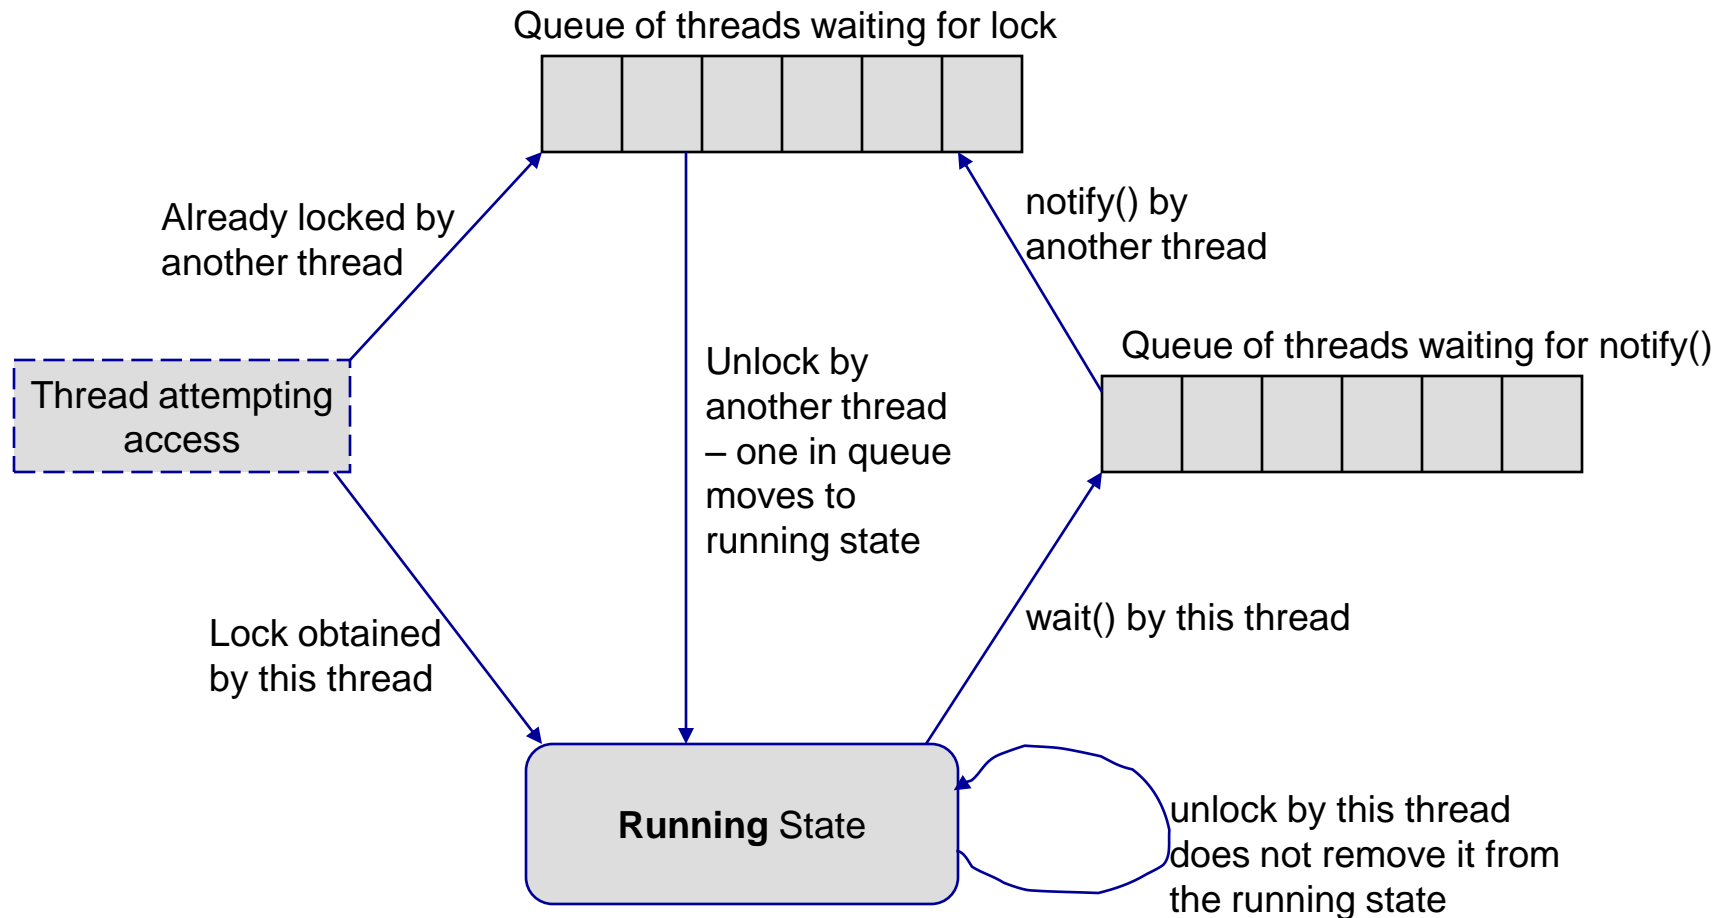 Queue of threads waiting for lock
Already locked by
another thread
notify() by
another thread
Thread attempting
access
Unlock by
another thread
– one in queue
moves to
running state
Queue of threads waiting for notify()
Lock obtained
by this thread
wait() by this thread
Running State
unlock by this thread
does not remove it from
the running state